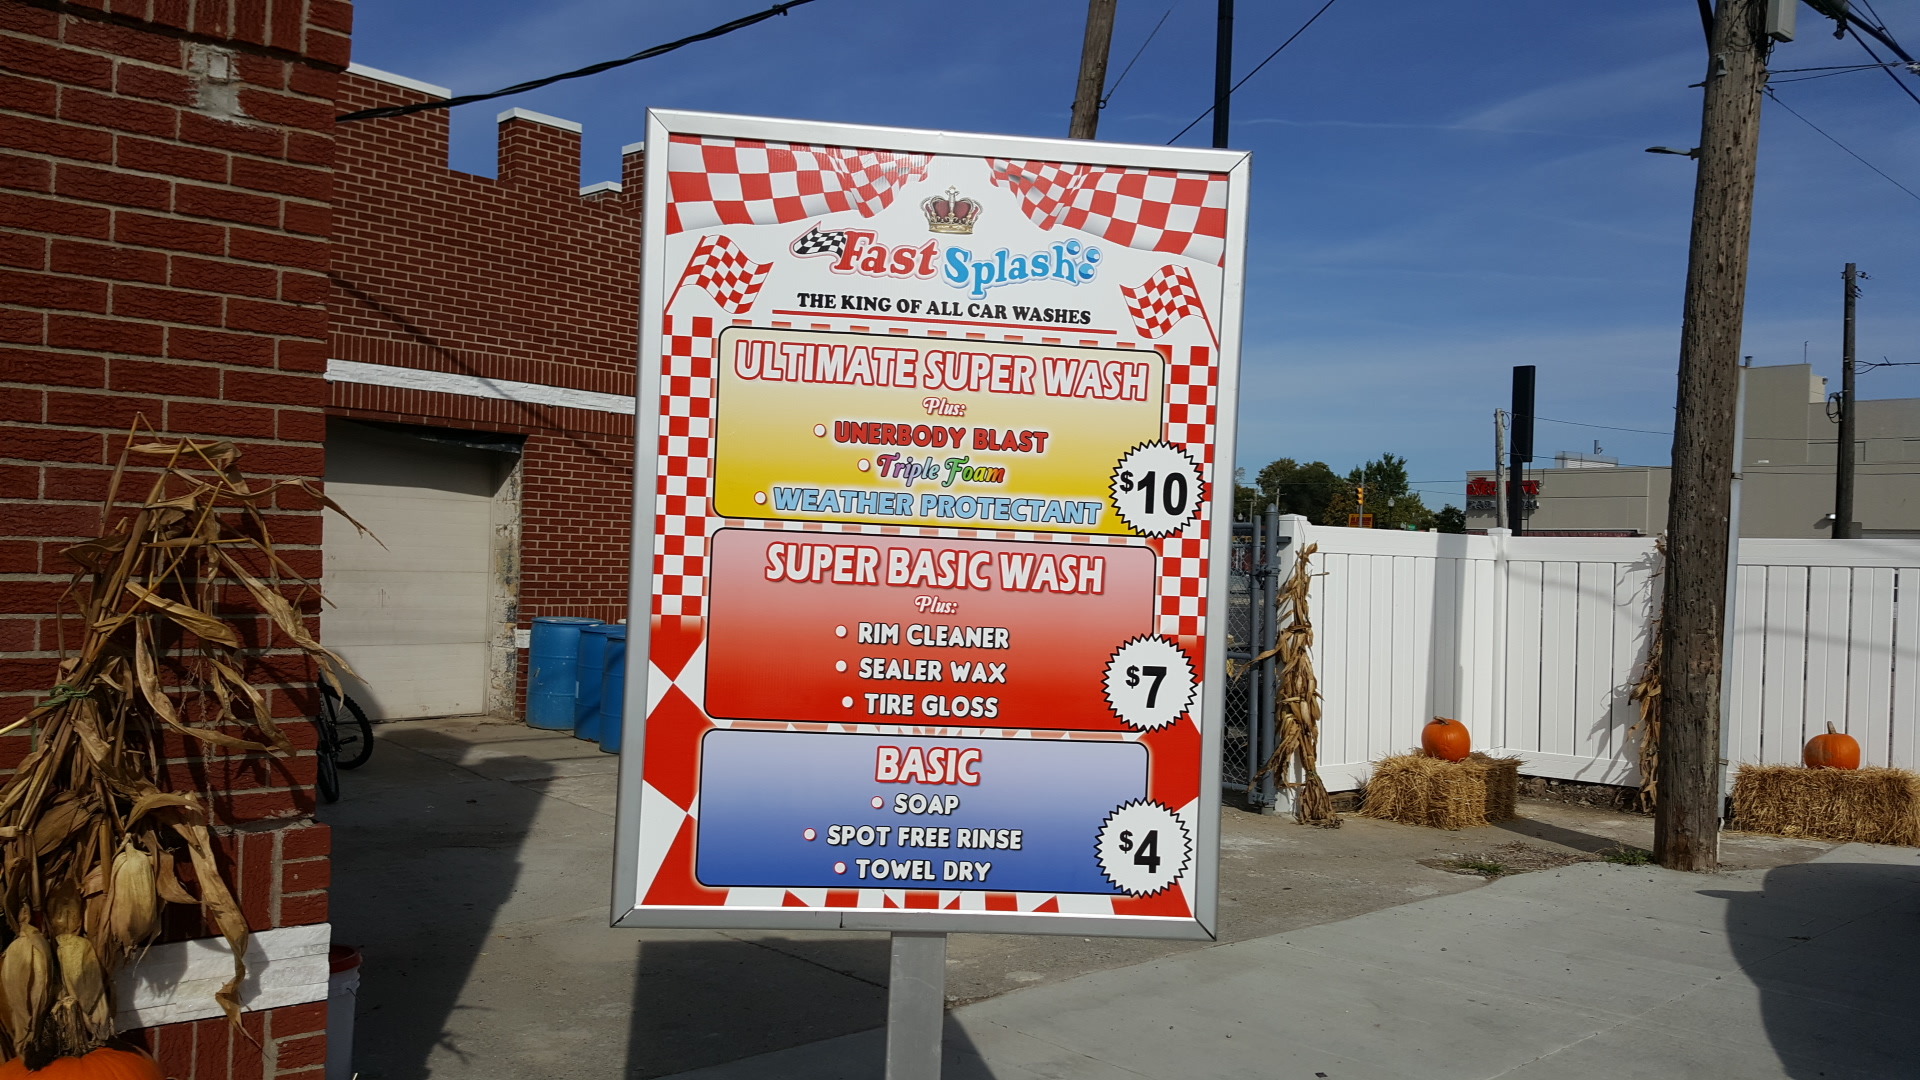 Fast Splash
THE KING OF ALL CAR WASHES
ULTIMATE SUPER WASH
Plus:
UNERBODY BLAST
Triple Foam
WEATHER PROTECTANT
$10
SUPER BASIC WASH
Plus:
RIM CLEANER
SEALER WAX
TIRE GLOSS
$7
BASIC
SOAP
SPOT FREE RINSE
TOWEL DRY
$4